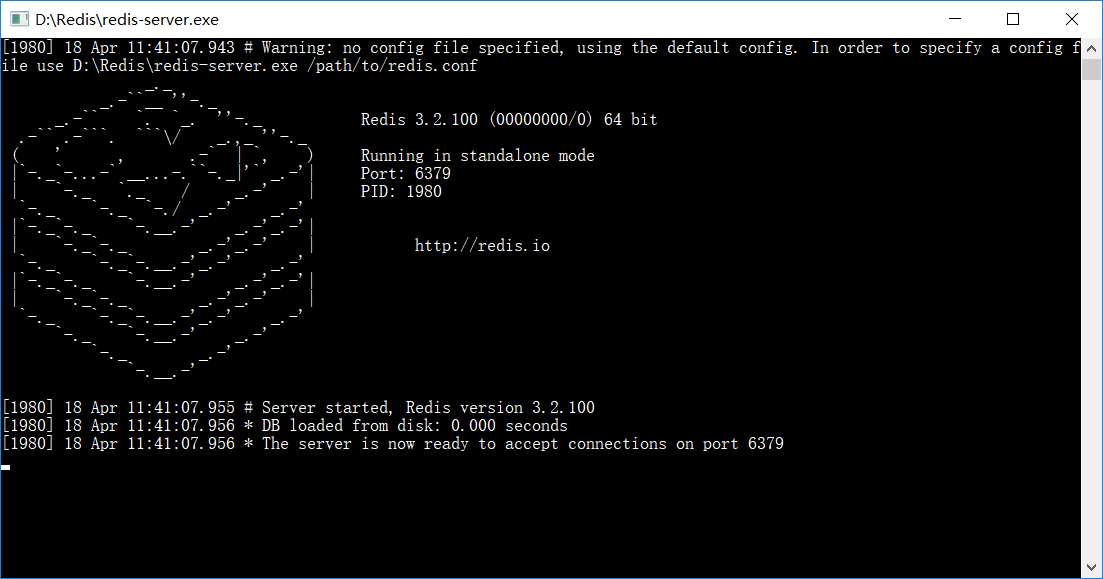 D:\Redis\redis-server.exe
[1980] 18 Apr 11:41:07.943 # Warning: no config file specified, using the default config. In order to specify a config f
ile use D:\Redis\redis-server.exe /path/to/redis.conf
Redis 3.2.100 (00000000/0) 64 bit
Running in standalone mode
Port: 6379
PID: 1980
http://redis.io
[1980] 18 Apr 11:41:07.955 # Server started, Redis version 3.2.100
[1980] 18 Apr 11:41:07.956 * DB loaded from disk: 0.000 seconds
[1980] 18 Apr 11:41:07.956 * The server is now ready to accept connections on port 6379